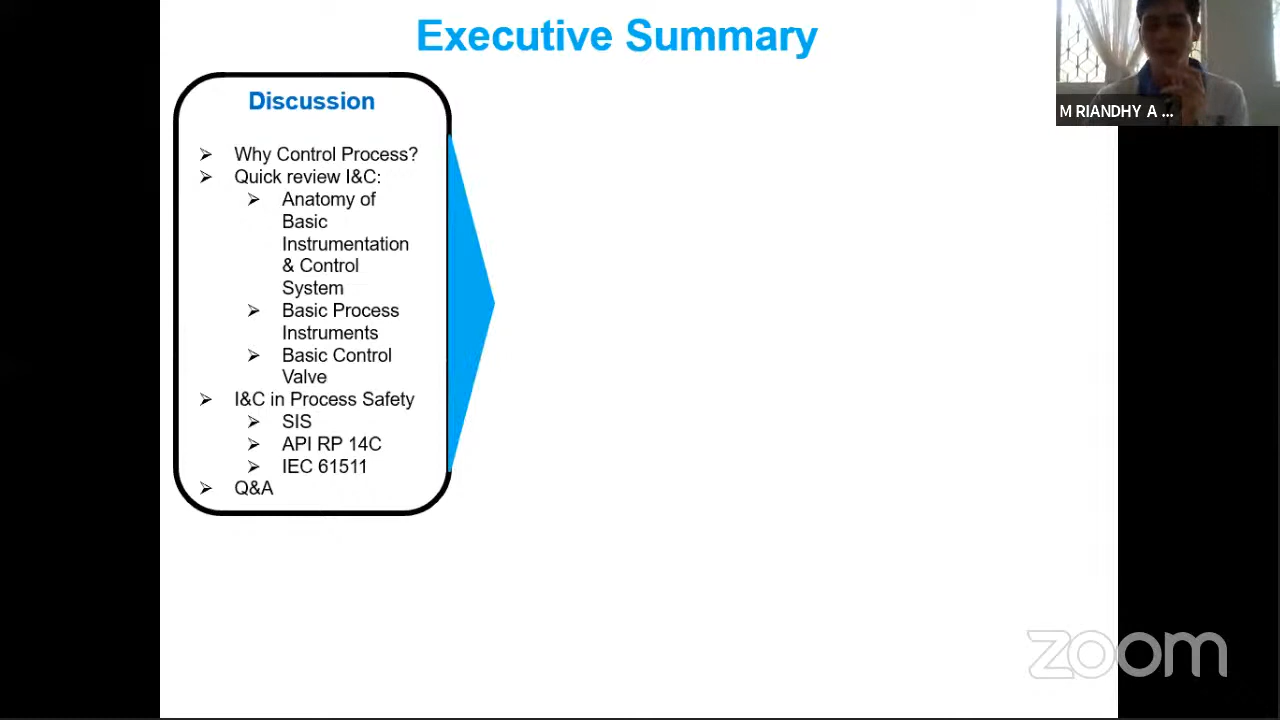 Executive Summary
M RIANDHY A ...
Discussion
➢ Why Control Process?
➢ Quick review I&C:
➢ Anatomy of
Basic
Instrumentation
& Control
System
➢ Basic Process
Instruments
➢ Basic Control
Valve
➢ I&C in Process Safety
➢ SIS
➢ API RP 14C
➢ IEC 61511
➢ Q&A
zoom